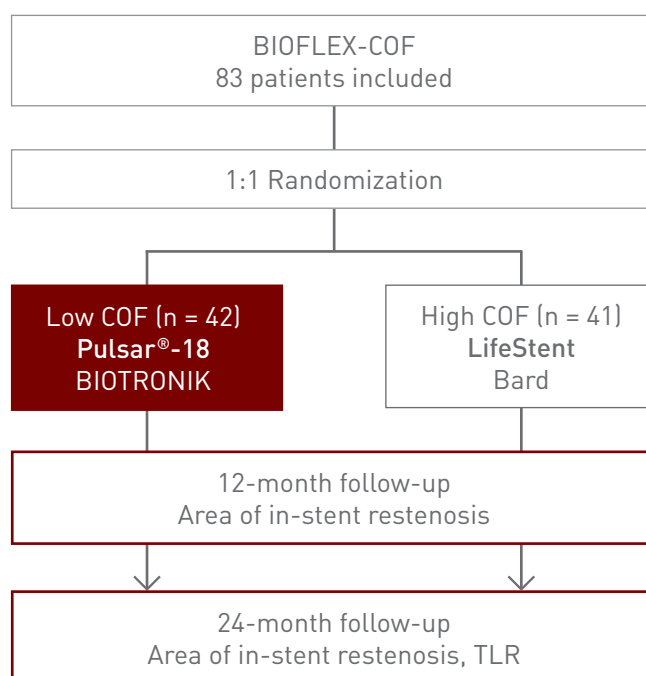 BIOFLEX-COF
83 patients included
1:1 Randomization
Low COF (n = 42)
Pulsar®-18
BIOTRONIK
High COF (n = 41)
LifeStent
Bard
12-month follow-up
Area of in-stent restenosis
24-month follow-up
Area of in-stent restenosis, TLR